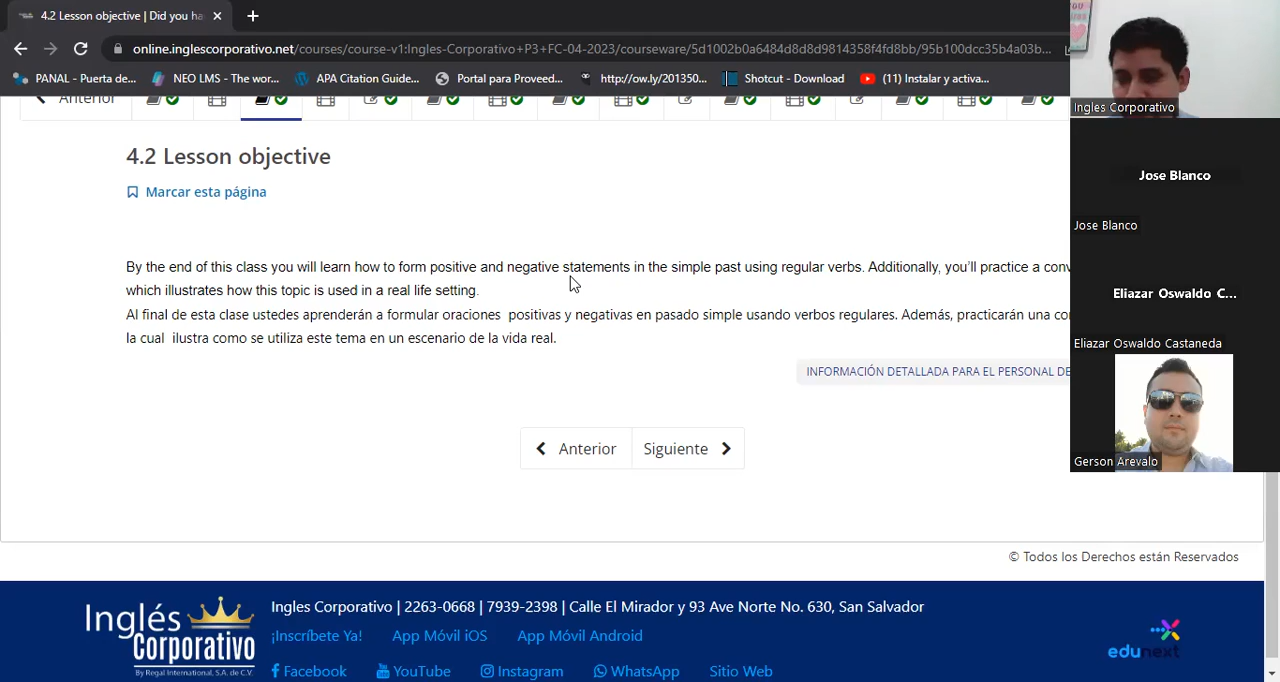 4.2 Lesson objective | Did you ha
online.inglescorporativo.net/courses/course-v1:Ingles-Corporativo+P3+FC-04-2023/courseware/5d1002b0a6484d8d8d9814358f4fd8bb/95b100dcc35b4a03b...
PANAL - Puerta de... NEO LMS - The wor... APA Citation Guide... Portal para Proveed... http://ow.ly/201350... Shotcut - Download (11) Instalar y activa...
Anterior
4.2 Lesson objective
Marcar esta página
By the end of this class you will learn how to form positive and negative statements in the simple past using regular verbs. Additionally, you'll practice a conv
which illustrates how this topic is used in a real life setting.
Al final de esta clase ustedes aprenderán a formular oraciones positivas y negativas en pasado simple usando verbos regulares. Además, practicarán una co
la cual ilustra como se utiliza este tema en un escenario de la vida real.
INFORMACIÓN DETALLADA PARA EL PERSONAL DE
Anterior Siguiente
© Todos los Derechos están Reservados
Inglés
Corporativo
By Regal International, S.A. de C.V.
Ingles Corporativo | 2263-0668 | 7939-2398 | Calle El Mirador y 93 Ave Norte No. 630, San Salvador
¡Inscríbete Ya! App Móvil iOS App Móvil Android
Facebook YouTube Instagram WhatsApp Sitio Web
edunext
Ingles Corporativo
Jose Blanco
Jose Blanco
Eliazar Oswaldo C...
Eliazar Oswaldo Castaneda
Gerson Arevalo